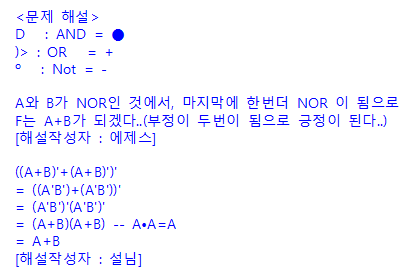 <문제 해설>
D : AND = ●
)> : OR = +
º : Not = -
A와 B가 NOR인 것에서, 마지막에 한번더 NOR 이 됨으로
F는 A+B가 되겠다..(부정이 두번이 됨으로 긍정이 된다..)
[해설작성자 : 에제스]
((A+B)'+(A+B)')'
= ((A'B')+(A'B'))'
= (A'B')'(A'B')'
= (A+B)(A+B) -- A•A=A
= A+B
[해설작성자 : 설님]